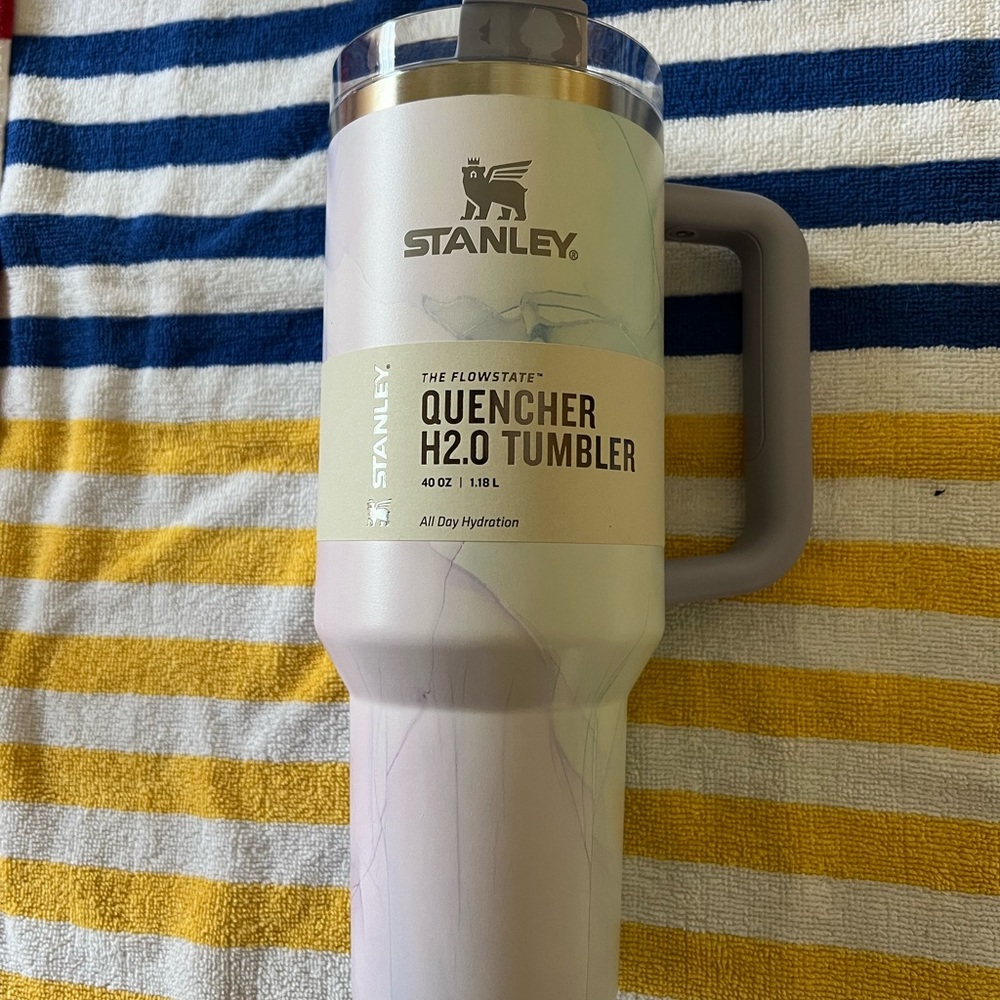 STANLEY®
STANLEY®
THE FLOWSTATE™
QUENCHER
H2.0 TUMBLER
40 OZ | 1.18 L
All Day Hydration